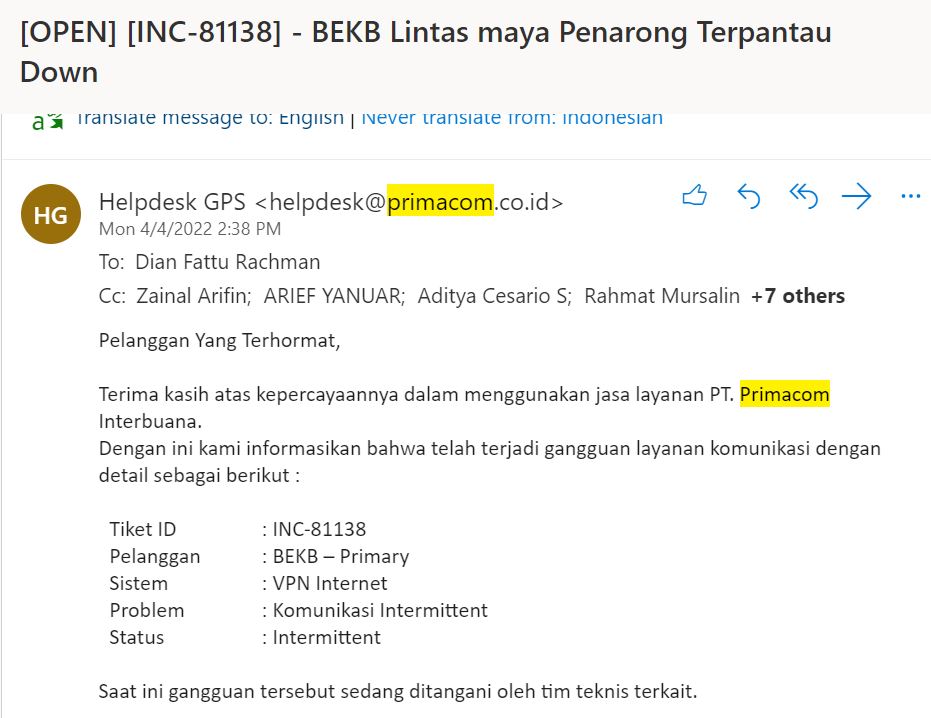 [OPEN] [INC-81138] - BEKB Lintas maya Penarong Terpantau
Down
Translate message to: English | Never translate from: Indonesian
HG
Helpdesk GPS <helpdesk@primacom.co.id>
Mon 4/4/2022 2:38 PM
To: Dian Fattu Rachman
Cc: Zainal Arifin; ARIEF YANUAR; Aditya Cesario S; Rahmat Mursalin +7 others
Pelanggan Yang Terhormat,
Terima kasih atas kepercayaannya dalam menggunakan jasa layanan PT. Primacom
Interbuana.
Dengan ini kami informasikan bahwa telah terjadi gangguan layanan komunikasi dengan
detail sebagai berikut :
Tiket ID : INC-81138
Pelanggan : BEKB – Primary
Sistem : VPN Internet
Problem : Komunikasi Intermittent
Status : Intermittent
Saat ini gangguan tersebut sedang ditangani oleh tim teknis terkait.